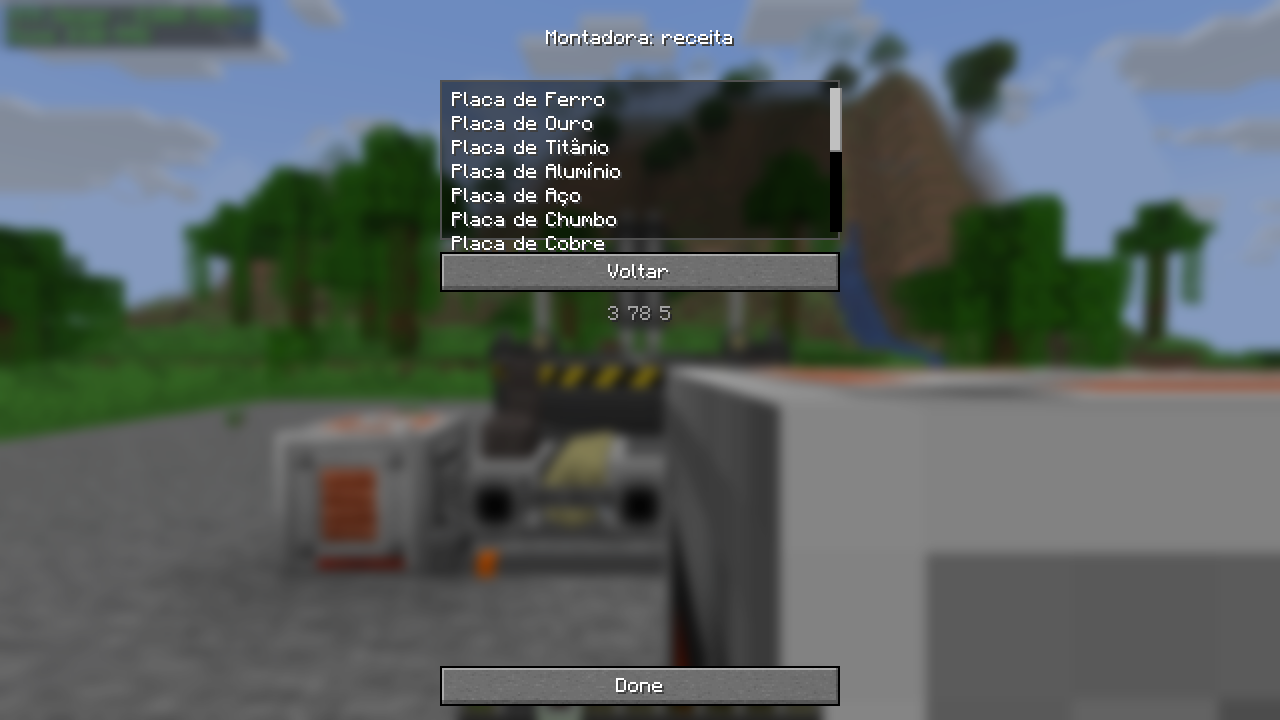 Montadora: receita
Placa de Ferro
Placa de Ouro
Placa de Titânio
Placa de Alumínio
Placa de Aço
Placa de Chumbo
Placa de Cobre
Voltar
3 78 5
Done